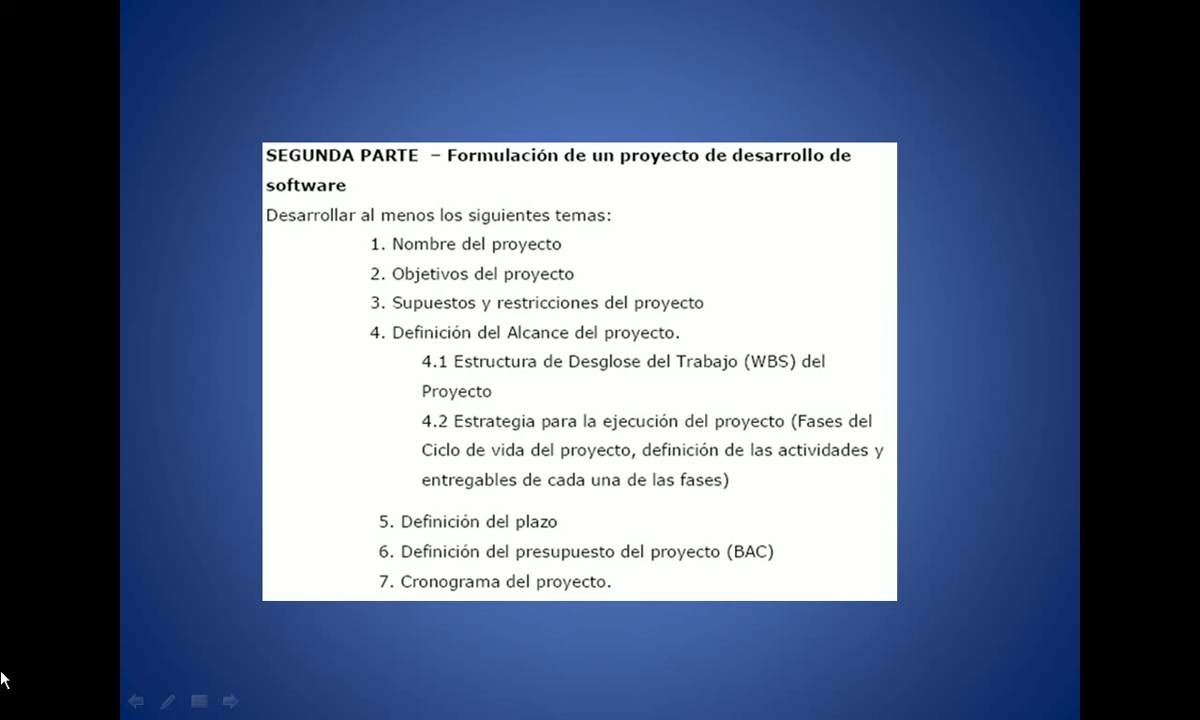 SEGUNDA PARTE – Formulación de un proyecto de desarrollo de
software
Desarrollar al menos los siguientes temas:
1. Nombre del proyecto
2. Objetivos del proyecto
3. Supuestos y restricciones del proyecto
4. Definición del Alcance del proyecto.
4.1 Estructura de Desglose del Trabajo (WBS) del
Proyecto
4.2 Estrategia para la ejecución del proyecto (Fases del
Ciclo de vida del proyecto, definición de las actividades y
entregables de cada una de las fases)
5. Definición del plazo
6. Definición del presupuesto del proyecto (BAC)
7. Cronograma del proyecto.